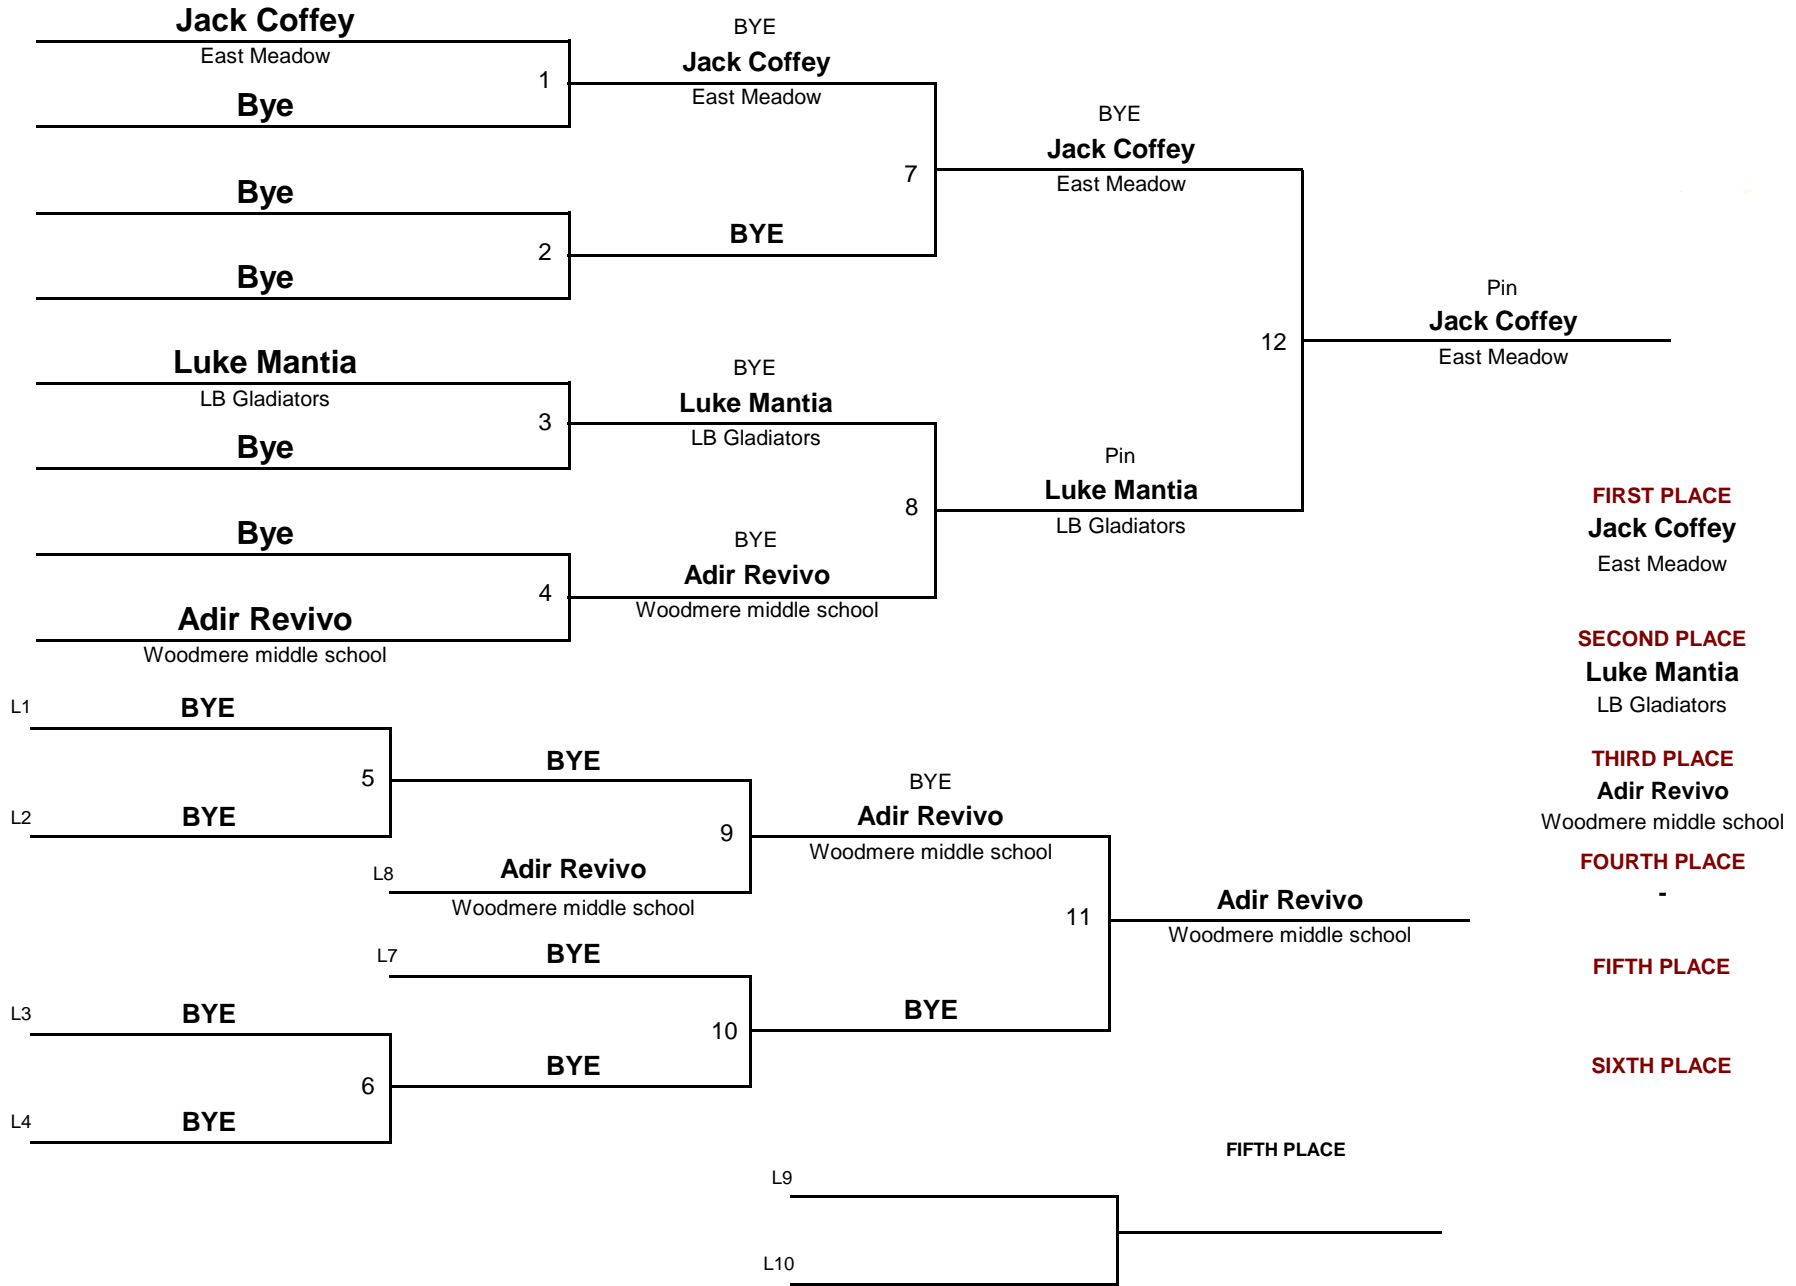 Jack Coffey
East Meadow
1
Bye
BYE
Jack Coffey
East Meadow
Bye
2
Bye
BYE
7
BYE
Jack Coffey
East Meadow
Luke Mantia
LB Gladiators
3
Bye
BYE
Luke Mantia
LB Gladiators
Bye
4
Adir Revivo
Woodmere middle school
BYE
Adir Revivo
Woodmere middle school
8
Pin
Luke Mantia
LB Gladiators
12
Pin
Jack Coffey
East Meadow
FIRST PLACE
Jack Coffey
East Meadow
SECOND PLACE
Luke Mantia
LB Gladiators
THIRD PLACE
Adir Revivo
Woodmere middle school
FOURTH PLACE
-
FIFTH PLACE
SIXTH PLACE
L1 BYE
5
L2 BYE
BYE
9
L8 Adir Revivo
Woodmere middle school
BYE
Adir Revivo
Woodmere middle school
L7 BYE
L3 BYE
6
L4 BYE
10
BYE
BYE
11
Adir Revivo
Woodmere middle school
FIFTH PLACE
L9
L10